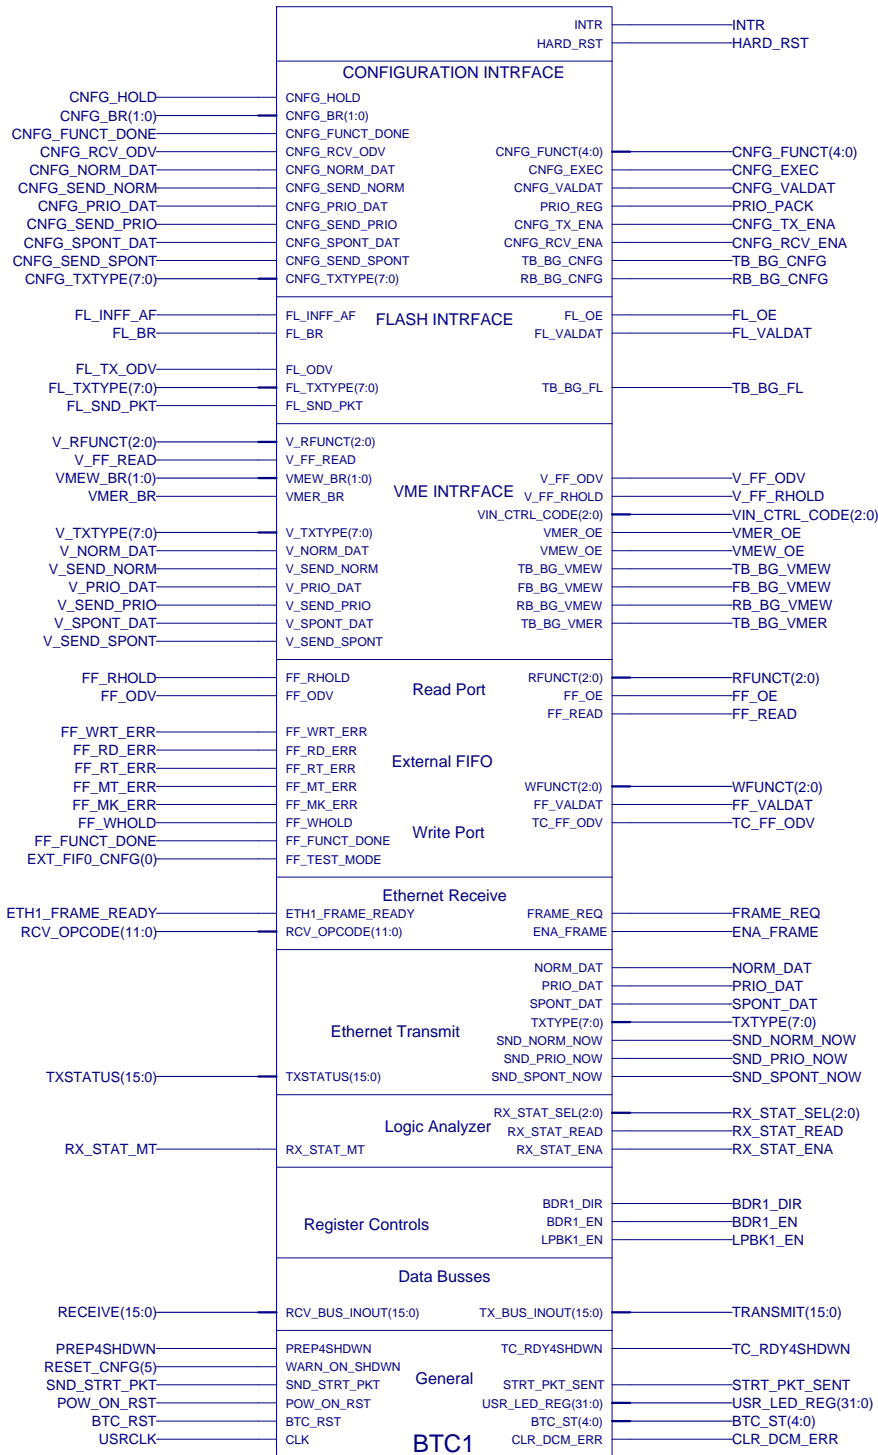 INTR INTR
HARD_RST HARD_RST
CONFIGURATION INTRFACE
CNFG_HOLD CNFG_HOLD
CNFG_BR(1:0) CNFG_BR(1:0)
CNFG_FUNCT_DONE CNFG_FUNCT_DONE
CNFG_RCV_ODV CNFG_RCV_ODV CNFG_FUNCT(4:0) CNFG_FUNCT(4:0)
CNFG_NORM_DAT CNFG_NORM_DAT CNFG_EXEC CNFG_EXEC
CNFG_SEND_NORM CNFG_SEND_NORM CNFG_VALDAT CNFG_VALDAT
CNFG_PRIO_DAT CNFG_PRIO_DAT PRIO_REG PRIO_PACK
CNFG_SEND_PRIO CNFG_SEND_PRIO CNFG_TX_ENA CNFG_TX_ENA
CNFG_SPONT_DAT CNFG_SPONT_DAT CNFG_RCV_ENA CNFG_RCV_ENA
CNFG_SEND_SPONT CNFG_SEND_SPONT TB_BG_CNFG TB_BG_CNFG
CNFG_TXTYPE(7:0) CNFG_TXTYPE(7:0) RB_BG_CNFG RB_BG_CNFG
FL_INFF_AF FL_INFF_AF FLASH INTRFACE FL_OE FL_OE
FL_BR FL_BR FL_VALDAT FL_VALDAT
FL_TX_ODV FL_ODV
FL_TXTYPE(7:0) FL_TXTYPE(7:0) TB_BG_FL TB_BG_FL
FL_SND_PKT FL_SND_PKT
V_RFUNCT(2:0) V_RFUNCT(2:0)
V_FF_READ V_FF_READ
VMEW_BR(1:0) VMEW_BR(1:0) V_FF_ODV V_FF_ODV
VMER_BR VMER_BR VME INTRFACE V_FF_RHOLD V_FF_RHOLD
VIN_CTRL_CODE(2:0) VIN_CTRL_CODE(2:0)
V_TXTYPE(7:0) V_TXTYPE(7:0) VMER_OE VMER_OE
V_NORM_DAT V_NORM_DAT VMEW_OE VMEW_OE
V_SEND_NORM V_SEND_NORM TB_BG_VMEW TB_BG_VMEW
V_PRIO_DAT V_PRIO_DAT FB_BG_VMEW FB_BG_VMEW
V_SEND_PRIO V_SEND_PRIO RB_BG_VMEW RB_BG_VMEW
V_SPONT_DAT V_SPONT_DAT TB_BG_VMER TB_BG_VMER
V_SEND_SPONT V_SEND_SPONT
FF_RHOLD FF_RHOLD Read Port RFUNCT(2:0) RFUNCT(2:0)
FF_ODV FF_ODV FF_OE FF_OE
FF_READ FF_READ
FF_WRT_ERR FF_WRT_ERR
FF_RD_ERR FF_RD_ERR
FF_RT_ERR FF_RT_ERR External FIFO
FF_MT_ERR FF_MT_ERR WFUNCT(2:0) WFUNCT(2:0)
FF_MK_ERR FF_MK_ERR FF_VALDAT FF_VALDAT
FF_WHOLD FF_WHOLD Write Port TC_FF_ODV TC_FF_ODV
FF_FUNCT_DONE FF_FUNCT_DONE
EXT_FIF0_CNFG(0) FF_TEST_MODE
Ethernet Receive
ETH1_FRAME_READY ETH1_FRAME_READY FRAME_REQ FRAME_REQ
RCV_OPCODE(11:0) RCV_OPCODE(11:0) ENA_FRAME ENA_FRAME
NORM_DAT NORM_DAT
PRIO_DAT PRIO_DAT
SPONT_DAT SPONT_DAT
Ethernet Transmit TXTYPE(7:0) TXTYPE(7:0)
SND_NORM_NOW SND_NORM_NOW
SND_PRIO_NOW SND_PRIO_NOW
TXSTATUS(15:0) TXSTATUS(15:0) SND_SPONT_NOW SND_SPONT_NOW
RX_STAT_SEL(2:0) RX_STAT_SEL(2:0)
Logic Analyzer RX_STAT_READ RX_STAT_READ
RX_STAT_MT RX_STAT_MT RX_STAT_ENA RX_STAT_ENA
BDR1_DIR BDR1_DIR
Register Controls BDR1_EN BDR1_EN
LPBK1_EN LPBK1_EN
Data Busses
RECEIVE(15:0) RCV_BUS_INOUT(15:0) TX_BUS_INOUT(15:0) TRANSMIT(15:0)
PREP4SHDWN PREP4SHDWN TC_RDY4SHDWN TC_RDY4SHDWN
RESET_CNFG(5) WARN_ON_SHDWN
SND_STRT_PKT SND_STRT_PKT General STRT_PKT_SENT STRT_PKT_SENT
POW_ON_RST POW_ON_RST USR_LED_REG(31:0) USR_LED_REG(31:0)
BTC_RST BTC_RST BTC_ST(4:0) BTC_ST(4:0)
USRCLK CLK BTC1 CLR_DCM_ERR CLR_DCM_ERR